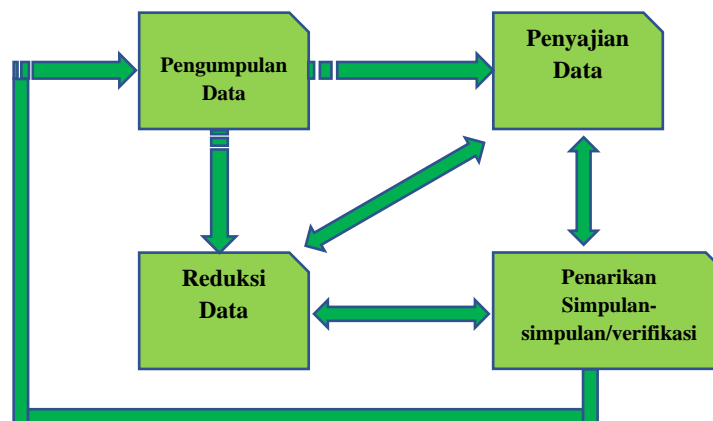 Pengumpulan
Data
Penyajian
Data
Reduksi
Data
Penarikan
Simpulan-
simpulan/verifikasi